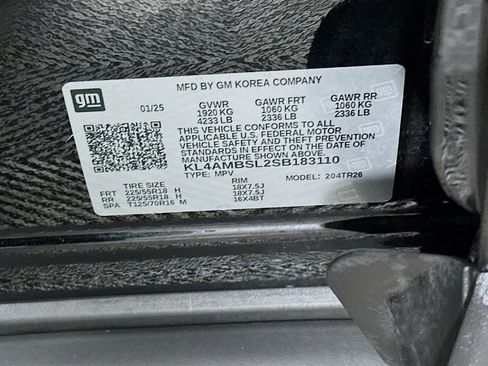 gm
MFD BY GM KOREA COMPANY
01/25 GVWR GAWR FRT GAWR RR
1920 KG 1060 KG 1060 KG
4233 LB 2336 LB 2336 LB
THIS VEHICLE CONFORMS TO ALL
APPLICABLE U.S. FEDERAL MOTOR
VEHICLE SAFETY AND THEFT PREVENTION
STANDARDS IN EFFECT ON THE DATE OF
MANUFACTURE SHOWN ABOVE.
KL4AMBSL2SB183110
TYPE: MPV MODEL: 204TR26
TIRE SIZE RIM
FRT 225/55R18 H 18X7.5J
RR 225/55R18 H 18X7.5J
SPA T125/70R16 M 16X4BT